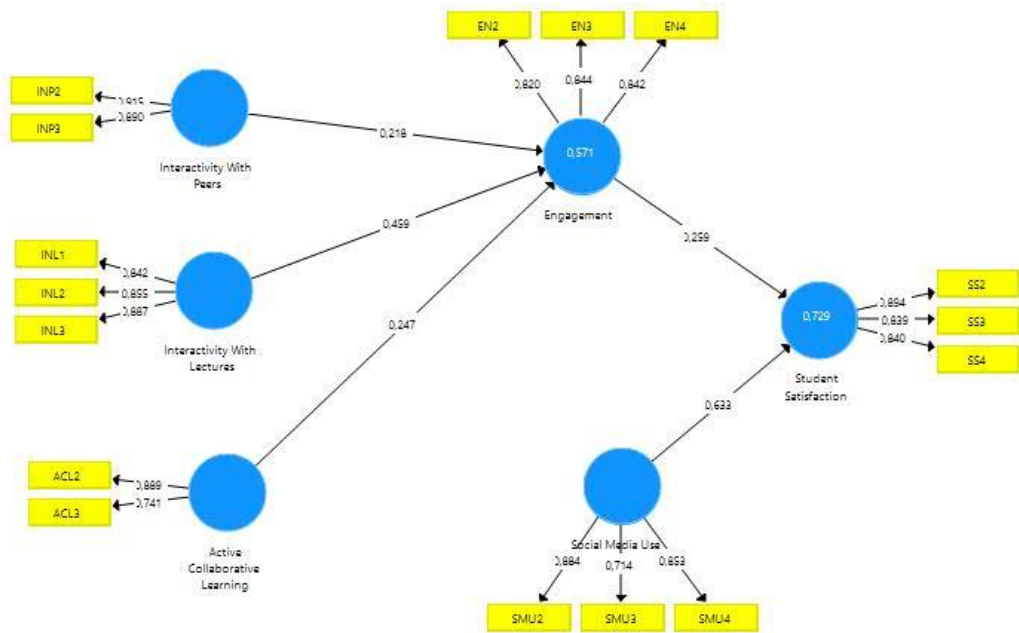 EN2
EN3
EN4
0,820
0,844
0,842
INP2
INP3
0,915
0,890
Interactivity With
Peers
0,218
0,571
Engagement
0,459
0,259
INL1
INL2
INL3
0,842
0,855
0,887
Interactivity With
Lectures
0,247
SS2
SS3
SS4
0,894
0,839
0,840
0,729
Student
Satisfaction
0,633
ACL2
ACL3
0,889
0,741
Active
Collaborative
Learning
Social Media Use
0,884
0,714
0,853
SMU2
SMU3
SMU4